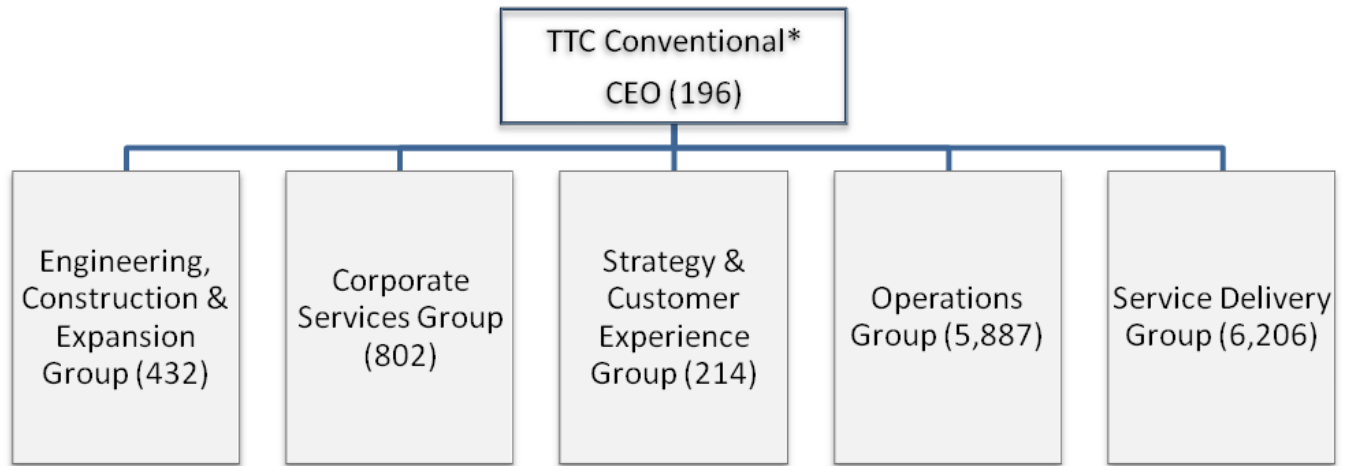 TTC Conventional*
CEO (196)
Engineering,
Construction &
Expansion
Group (432)
Corporate
Services Group
(802)
Strategy &
Customer
Experience
Group (214)
Operations
Group (5,887)
Service Delivery
Group (6,206)